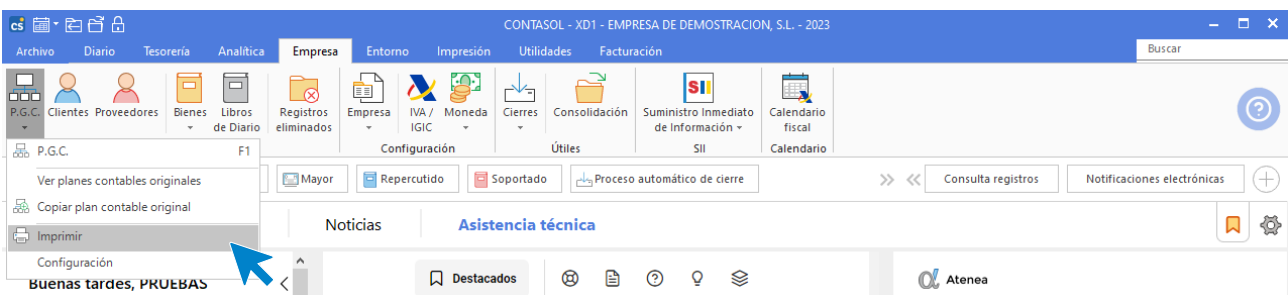 cs
CONTASOL - XD1 - EMPRESA DE DEMOSTRACION, S.L. - 2023
Archivo Diario Tesorería Analítica Empresa Entorno Impresión Utilidades Facturación Buscar
P.G.C. Clientes Proveedores Bienes Libros de Diario Registros eliminados Empresa IVA / IGIC Moneda Cierres Consolidación SII Suministro Inmediato de Información Calendario fiscal
Configuración Útiles SII Calendario
P.G.C. F1
Ver planes contables originales
Copiar plan contable original
Imprimir
Configuración
Mayor Repercutido Soportado Proceso automático de cierre Consulta registros Notificaciones electrónicas
Noticias Asistencia técnica
Buenas tardes, PRUEBAS
Destacados
Atenea